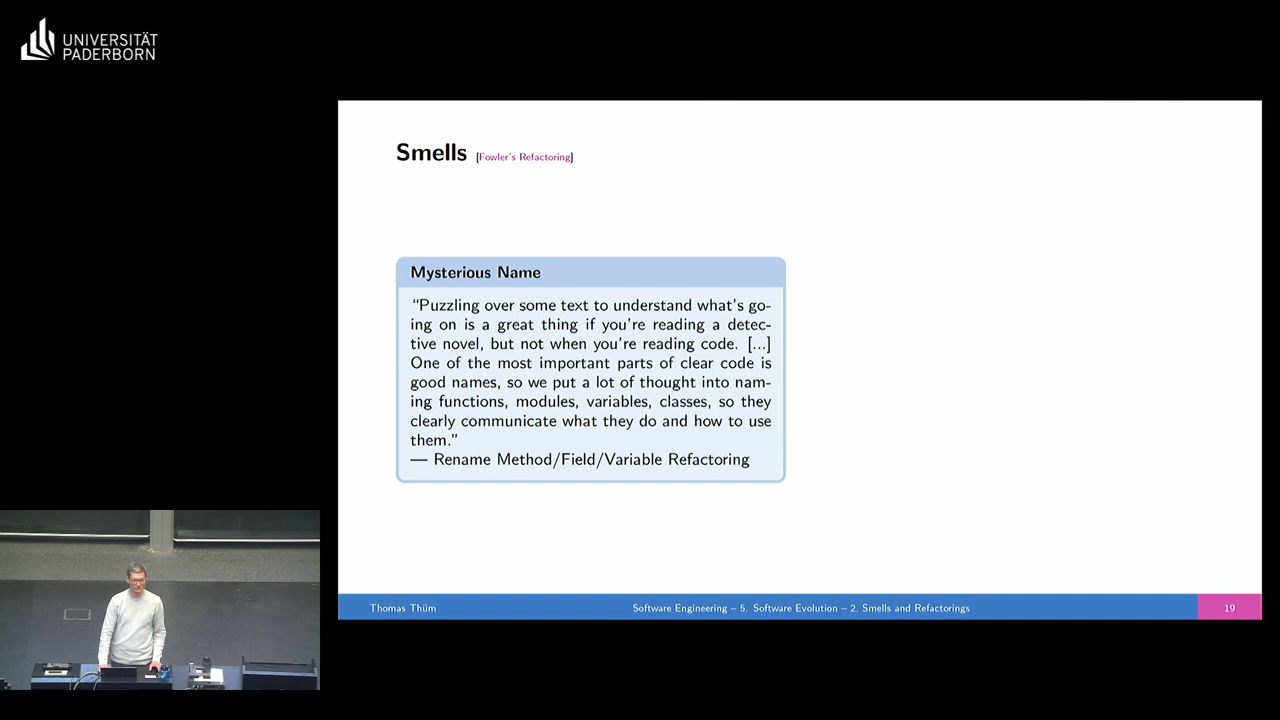 UNIVERSITÄT
PADERBORN
Smells [Fowler's Refactoring]
Mysterious Name
“Puzzling over some text to understand what's go-
ing on is a great thing if you're reading a detec-
tive novel, but not when you're reading code. [...]
One of the most important parts of clear code is
good names, so we put a lot of thought into nam-
ing functions, modules, variables, classes, so they
clearly communicate what they do and how to use
them.”
— Rename Method/Field/Variable Refactoring
Thomas Thüm
Software Engineering – 5. Software Evolution – 2. Smells and Refactorings
19